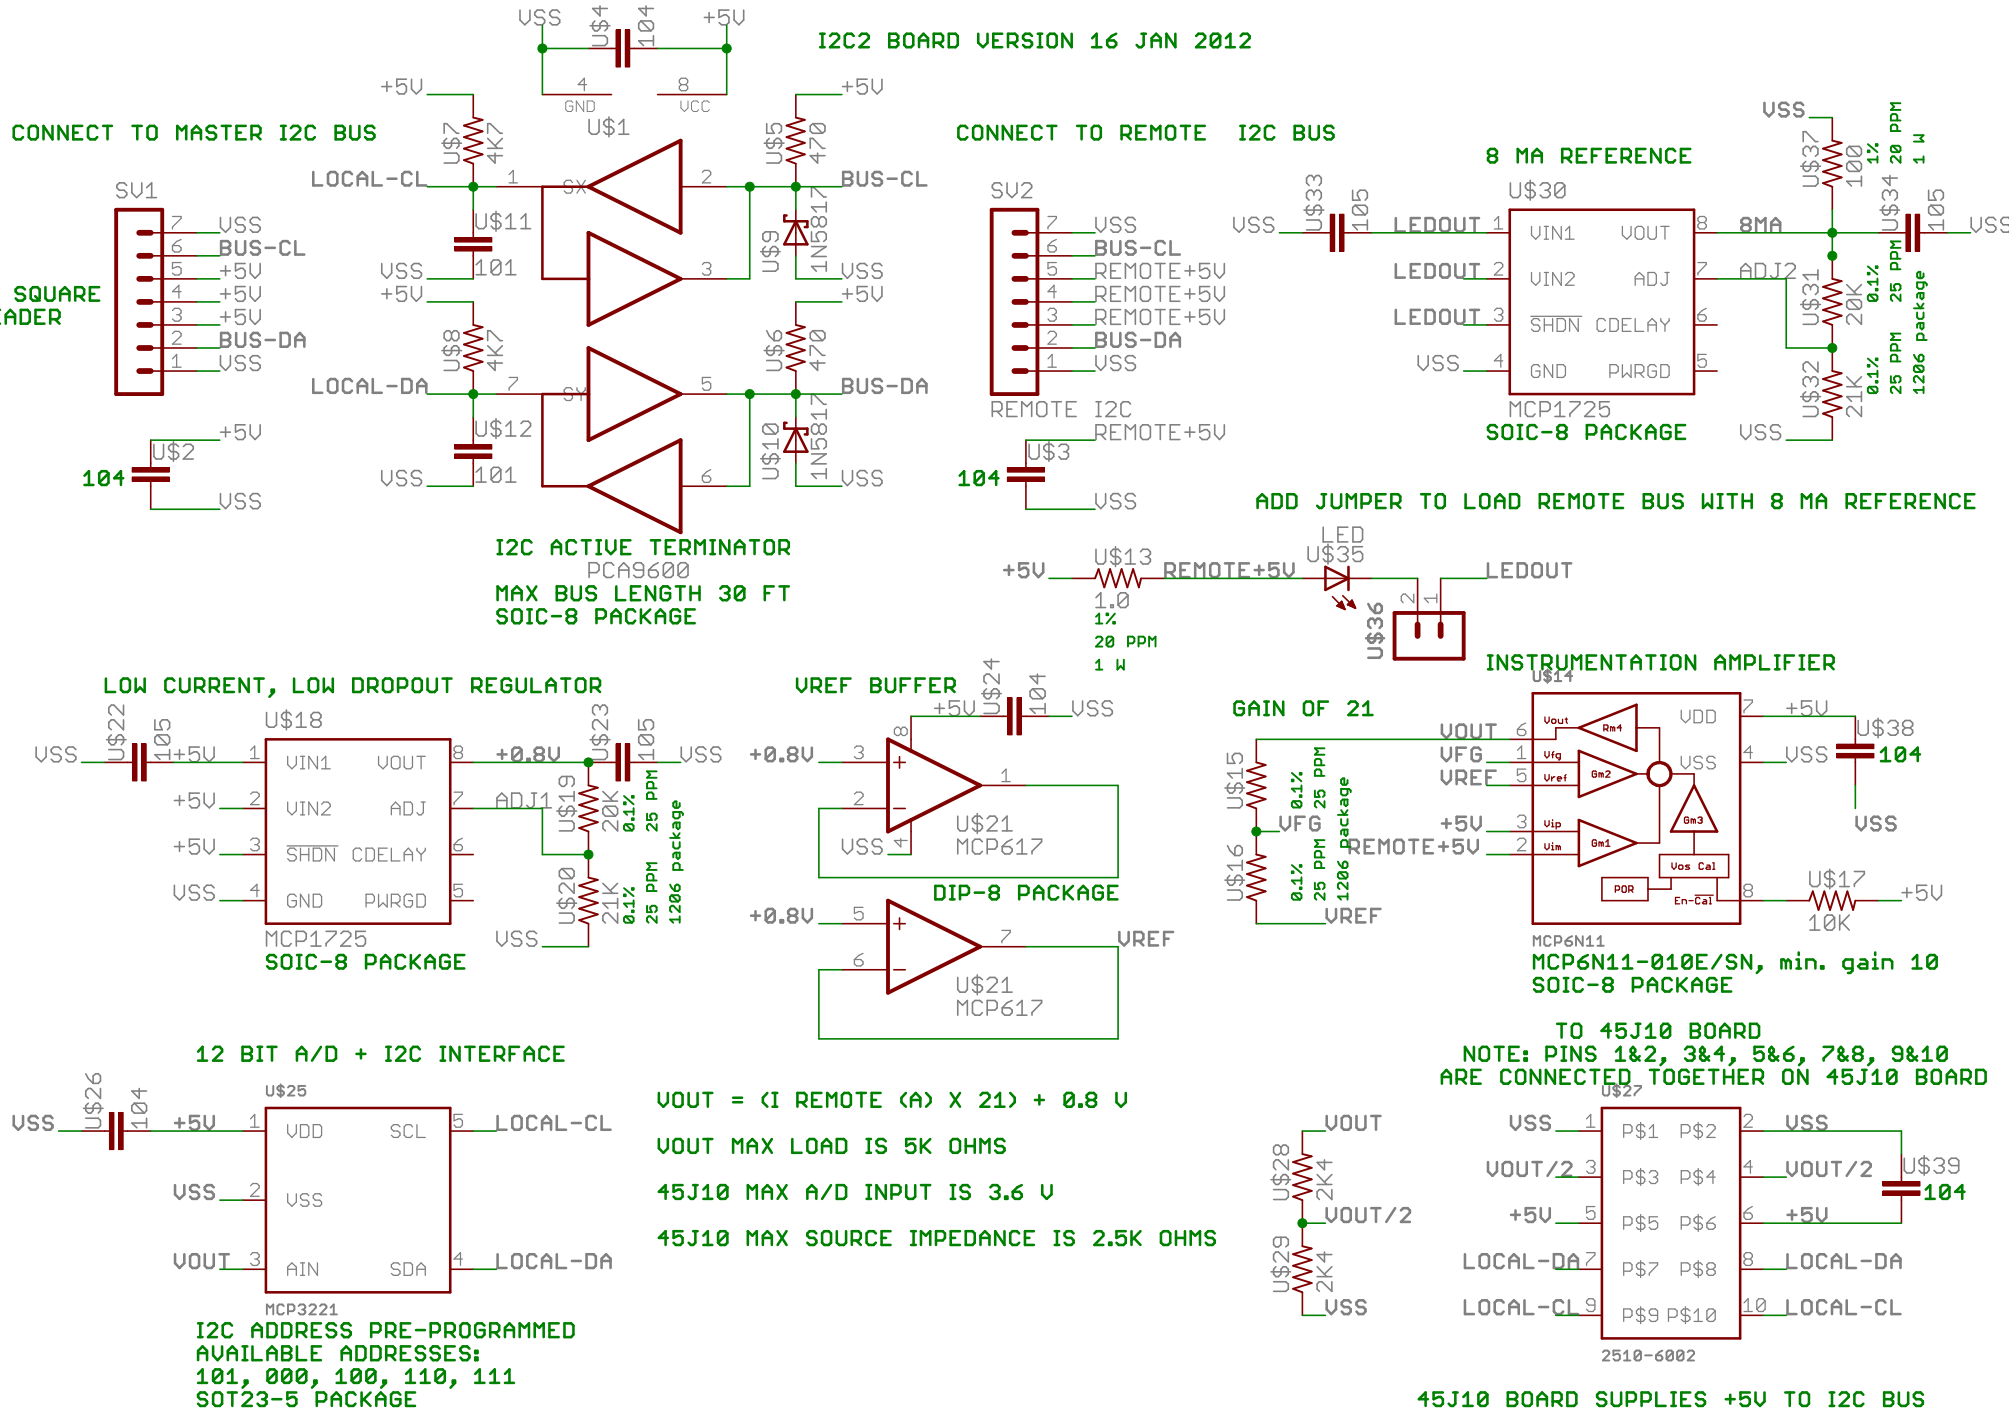 I2C2 BOARD VERSION 16 JAN 2012
VSS
U$4
104
+5V
4
8
GND
VCC
U$1
CONNECT TO MASTER I2C BUS
+5V
U$7
4K7
U$5
470
+5V
LOCAL-CL
1
SX
2
BUS-CL
U$11
101
VSS
3
U$9
1N5817
VSS
+5V
U$8
4K7
U$6
470
+5V
LOCAL-DA
7
SY
5
BUS-DA
U$12
101
VSS
6
U$10
1N5817
VSS
I2C ACTIVE TERMINATOR
PCA9600
MAX BUS LENGTH 30 FT
SOIC-8 PACKAGE
SV1
7 VSS
6 BUS-CL
5 +5V
4 +5V
3 +5V
2 BUS-DA
1 VSS
SQUARE
EADER
+5V
U$2
104
VSS
CONNECT TO REMOTE I2C BUS
SV2
7 VSS
6 BUS-CL
5 REMOTE+5V
4 REMOTE+5V
3 REMOTE+5V
2 BUS-DA
1 VSS
REMOTE I2C
REMOTE+5V
U$3
104
VSS
8 MA REFERENCE
U$30
VSS
U$33
105
LEDOUT 1 VIN1 VOUT 8 8MA
LEDOUT 2 VIN2 ADJ 7 ADJ2
LEDOUT 3 SHDN CDELAY 6
VSS 4 GND PWRGD 5
MCP1725
SOIC-8 PACKAGE
VSS
U$37
100
1%
20 PPM
1 W
U$34
105
VSS
U$31
20K
0.1%
25 PPM
U$32
21K
0.1%
25 PPM
1206 package
VSS
ADD JUMPER TO LOAD REMOTE BUS WITH 8 MA REFERENCE
+5V
U$13
1.0
1%
20 PPM
1 W
REMOTE+5V
LED
U$35
LEDOUT
2
1
U$36
LOW CURRENT, LOW DROPOUT REGULATOR
VSS
U$22
105
U$18
+5V 1 VIN1 VOUT 8 +0.8V
+5V 2 VIN2 ADJ 7 ADJ1
+5V 3 SHDN CDELAY 6
VSS 4 GND PWRGD 5
MCP1725
SOIC-8 PACKAGE
U$23
105
VSS
U$19
20K
0.1%
25 PPM
U$20
21K
0.1%
25 PPM
1206 package
VSS
VREF BUFFER
U$24
104
+5V
VSS
8
+0.8V 3
2
1
4
VSS
U$21
MCP617
DIP-8 PACKAGE
+0.8V 5
6
7
VREF
U$21
MCP617
GAIN OF 21
U$15
0.1%
25 PPM
VFG
U$16
0.1%
25 PPM
1206 package
VREF
INSTRUMENTATION AMPLIFIER
U$14
VOUT 6 Vout
VFG 1 Vfg
VREF 5 Vref
+5V 3 Vip
REMOTE+5V 2 Vim
Rm4
Gm2
Gm3
Gm1
Vos Cal
POR
En-Cal
VDD 7 +5V
VSS 4 VSS
U$38
104
VSS
8
U$17
10K
+5V
MCP6N11
MCP6N11-010E/SN, min. gain 10
SOIC-8 PACKAGE
12 BIT A/D + I2C INTERFACE
VSS
U$26
104
U$25
+5V 1 VDD SCL 5 LOCAL-CL
VSS 2 VSS
VOUT 3 AIN SDA 4 LOCAL-DA
MCP3221
I2C ADDRESS PRE-PROGRAMMED
AVAILABLE ADDRESSES:
101, 000, 100, 110, 111
SOT23-5 PACKAGE
VOUT = (I REMOTE (A) X 21) + 0.8 V
VOUT MAX LOAD IS 5K OHMS
45J10 MAX A/D INPUT IS 3.6 V
45J10 MAX SOURCE IMPEDANCE IS 2.5K OHMS
VOUT
U$28
2K4
VOUT/2
U$29
2K4
VSS
TO 45J10 BOARD
NOTE: PINS 1&2, 3&4, 5&6, 7&8, 9&10
ARE CONNECTED TOGETHER ON 45J10 BOARD
U$27
VSS 1 P$1 P$2 2 VSS
VOUT/2 3 P$3 P$4 4 VOUT/2
+5V 5 P$5 P$6 6 +5V
LOCAL-DA 7 P$7 P$8 8 LOCAL-DA
LOCAL-CL 9 P$9 P$10 10 LOCAL-CL
U$39
104
2510-6002
45J10 BOARD SUPPLIES +5V TO I2C BUS